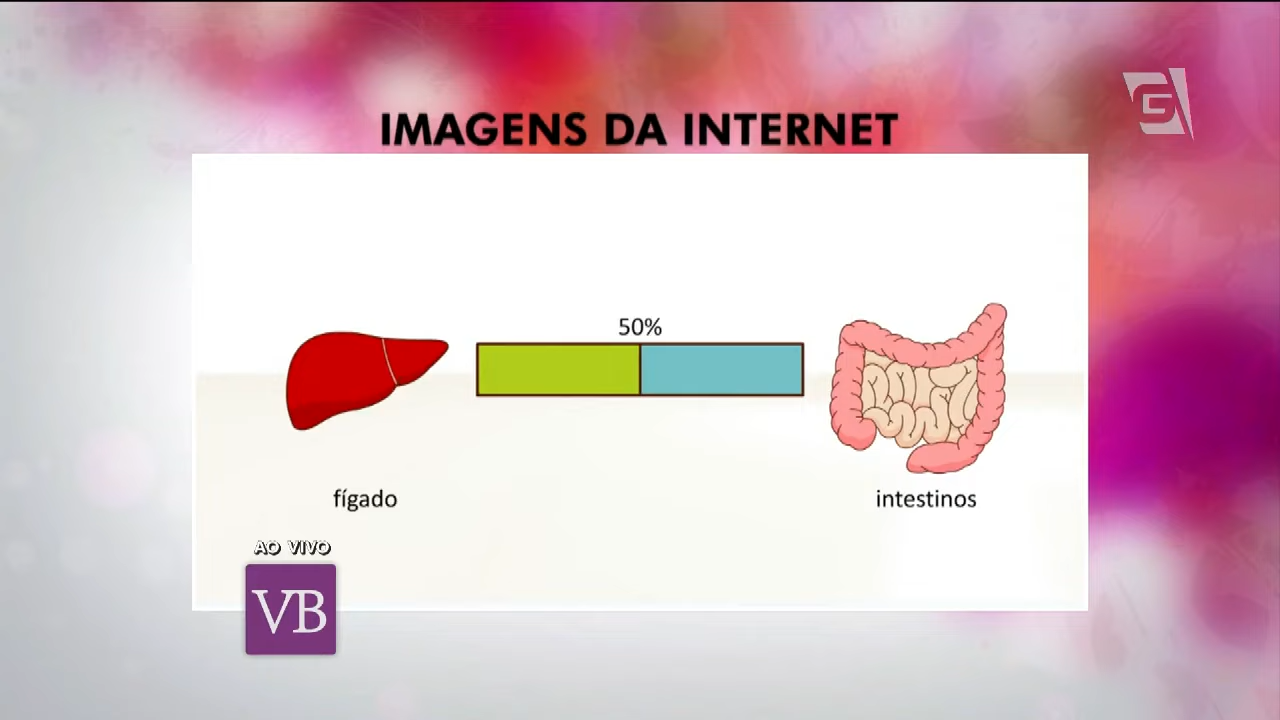 IMAGENS DA INTERNET
50%
fígado
intestinos
AO VIVO
VB